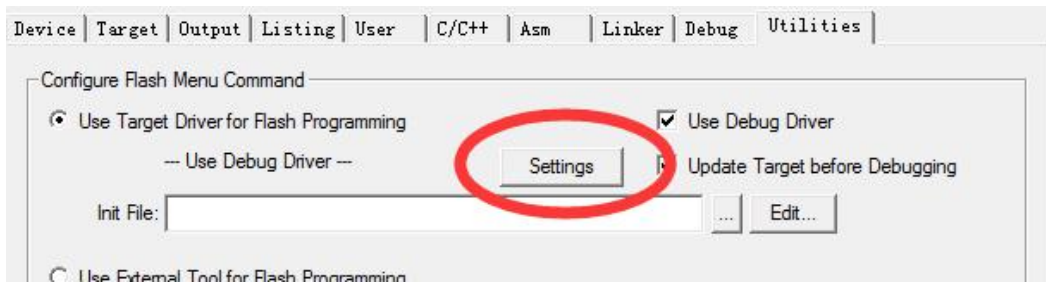 Device Target Output Listing User C/C++ Asm Linker Debug Utilities
Configure Flash Menu Command
Use Target Driver for Flash Programming Use Debug Driver
--- Use Debug Driver --- Settings Update Target before Debugging
Init File: ... Edit...
Use External Tool for Flash Programming